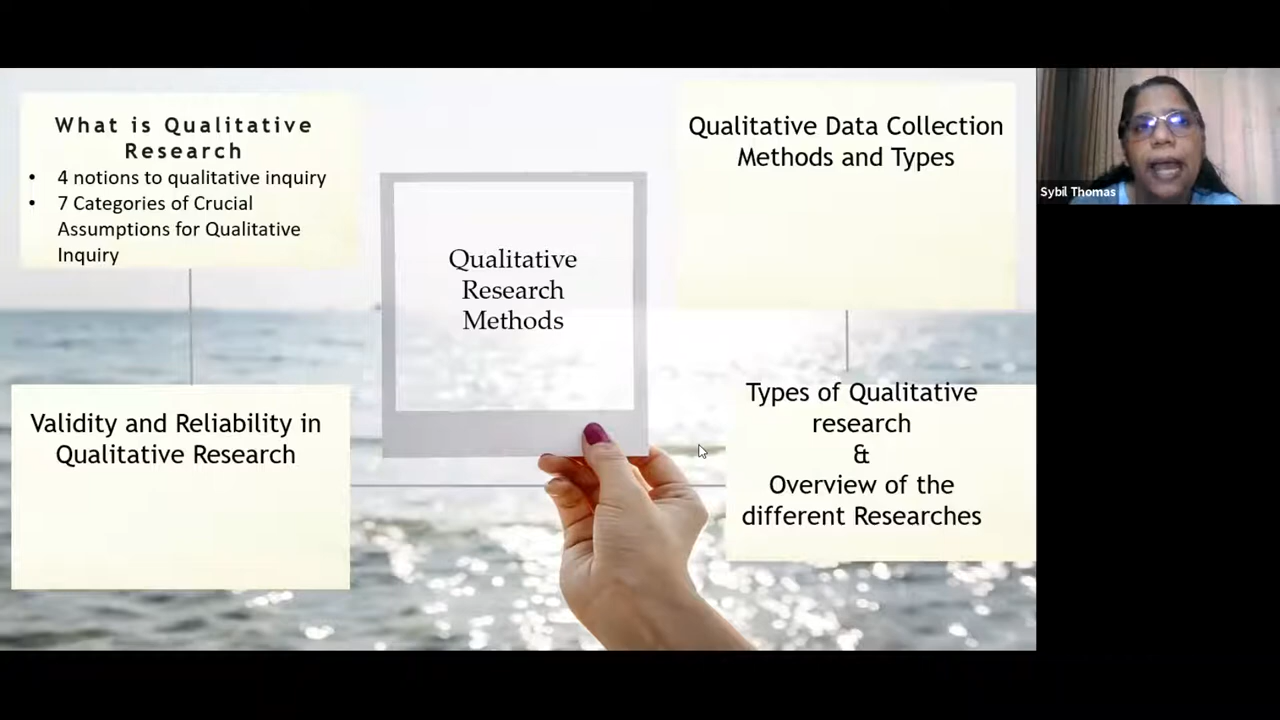 What is Qualitative
Research
• 4 notions to qualitative inquiry
• 7 Categories of Crucial
Assumptions for Qualitative
Inquiry
Qualitative Data Collection
Methods and Types
Qualitative
Research
Methods
Validity and Reliability in
Qualitative Research
Types of Qualitative
research
&
Overview of the
different Researches
Sybil Thomas